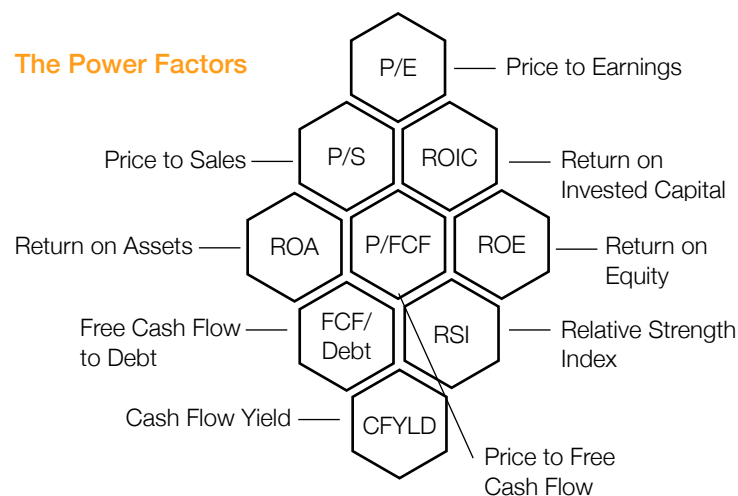 The Power Factors
P/E
Price to Earnings
Price to Sales
P/S
ROIC
Return on
Invested Capital
Return on Assets
ROA
P/FCF
ROE
Return on
Equity
Free Cash Flow
to Debt
FCF/
Debt
RSI
Relative Strength
Index
Cash Flow Yield
CFYLD
Price to Free
Cash Flow